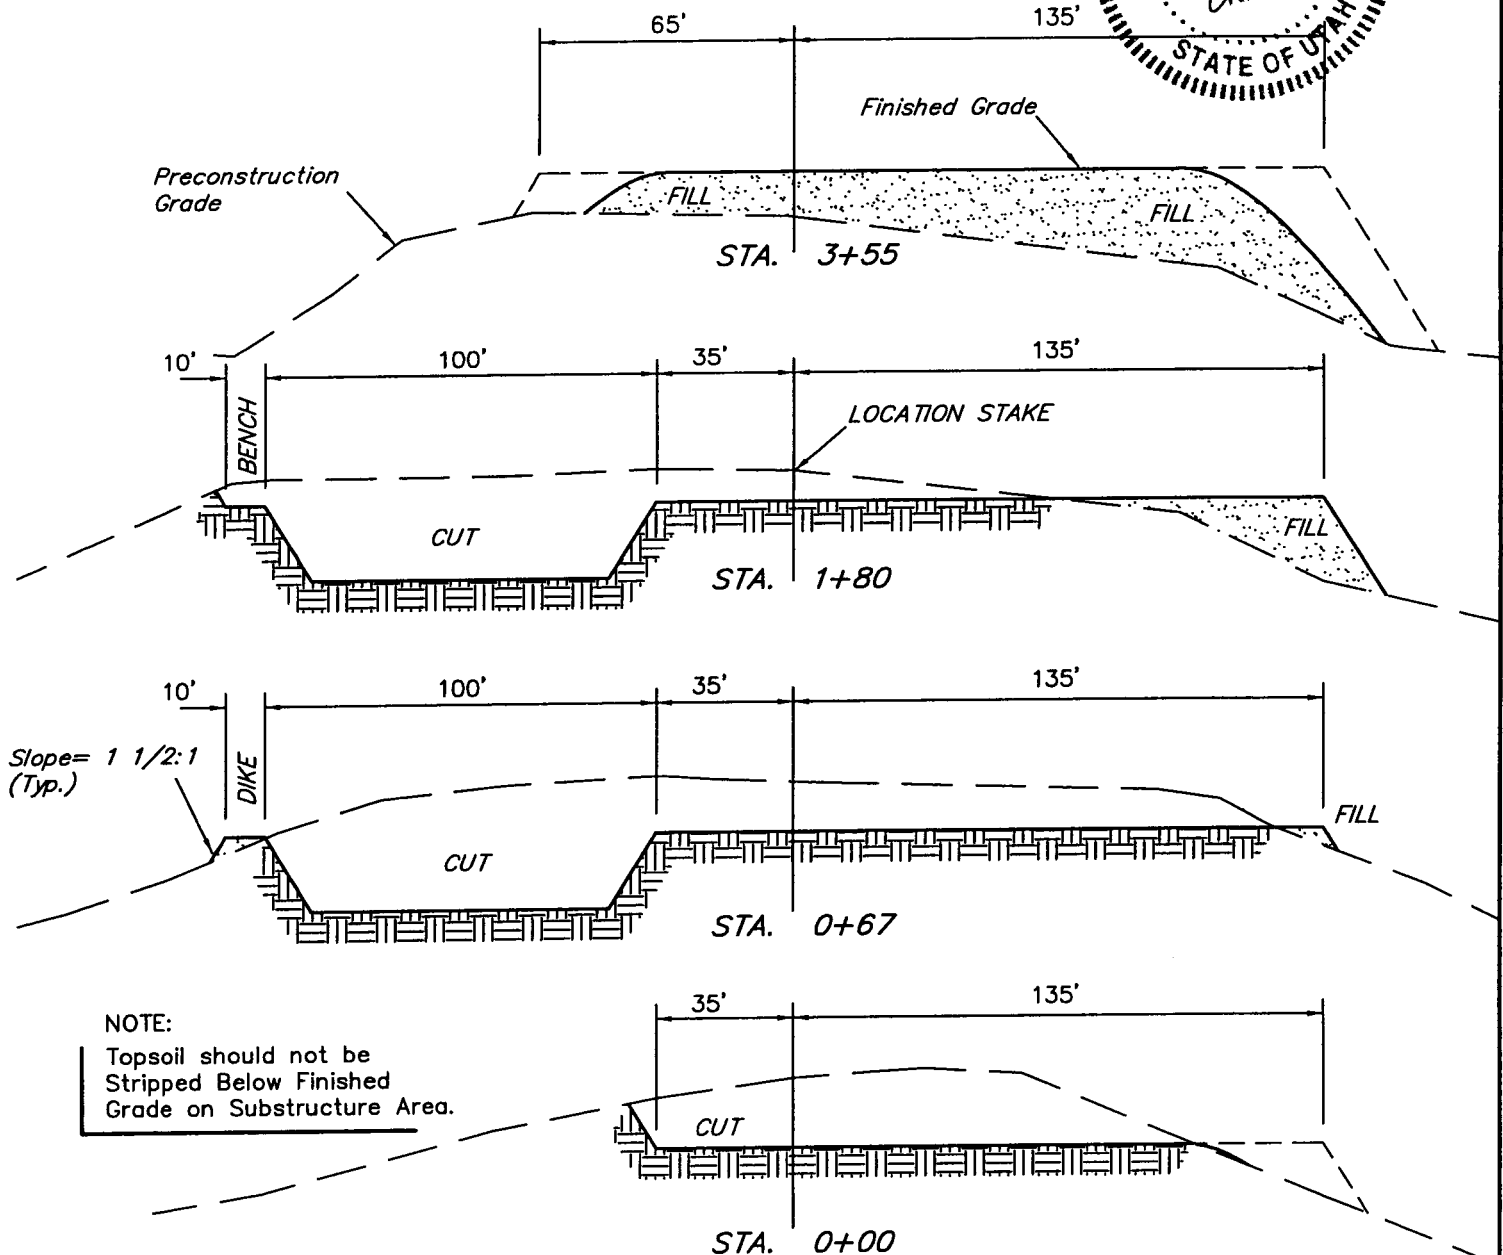 STATE OF UTAH
65' 135'
Finished Grade
Preconstruction
Grade
FILL FILL
STA. 3+55
10' 100' 35' 135'
BENCH
LOCATION STAKE
CUT
FILL
STA. 1+80
10' 100' 35' 135'
Slope= 1 1/2:1
(Typ.)
DIKE
FILL
CUT
STA. 0+67
35' 135'
NOTE:
Topsoil should not be
Stripped Below Finished
Grade on Substructure Area.
CUT
STA. 0+00